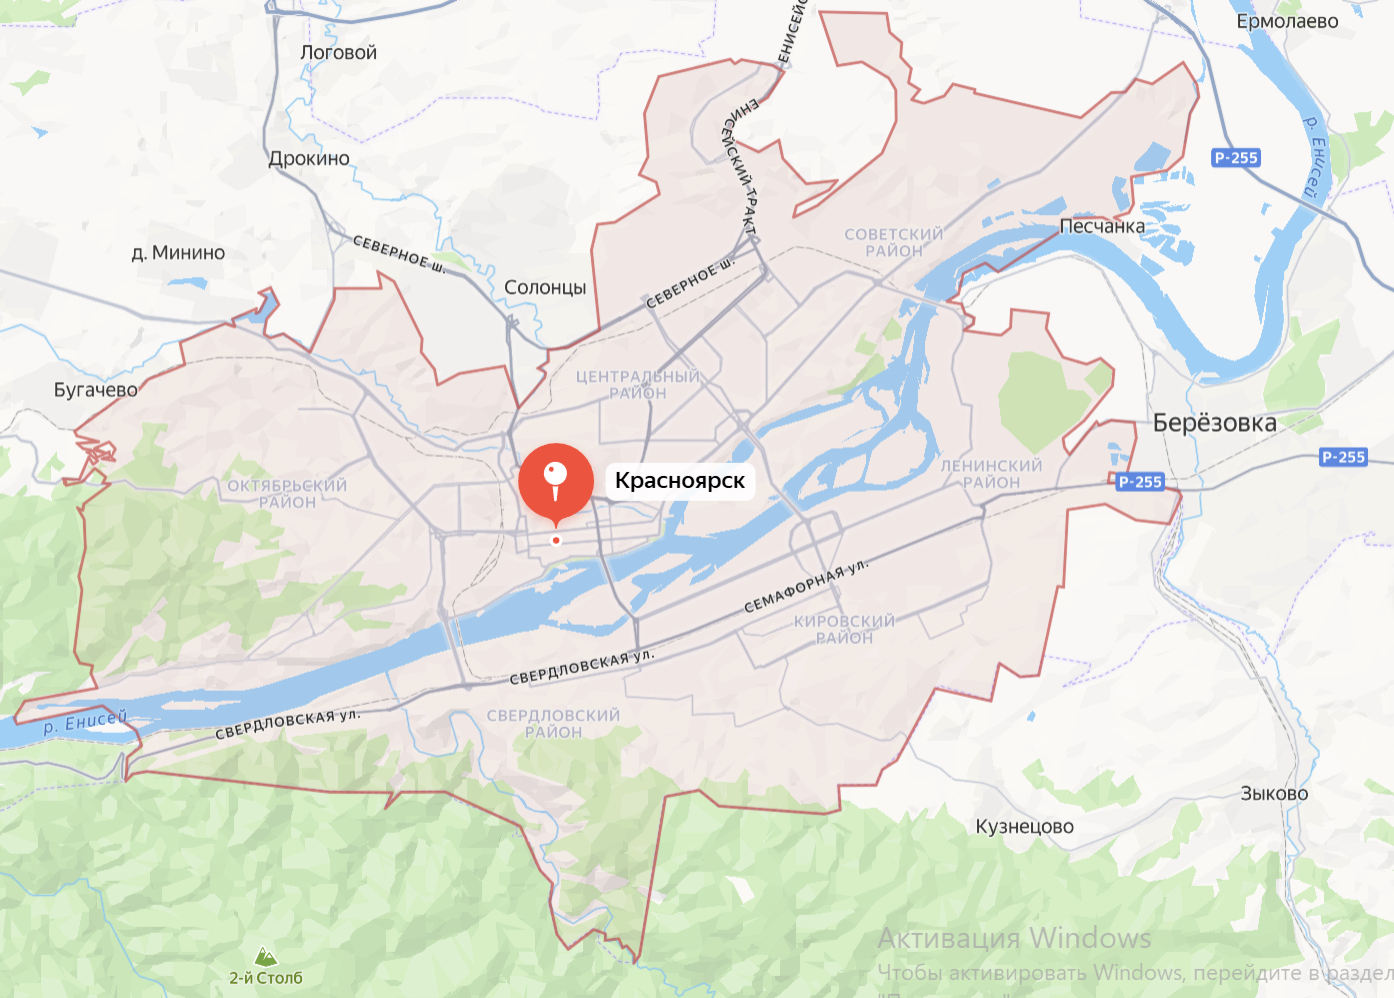 Ермолаево
ЕНИСЕЙС
Логовой
ЕНИСЕЙСКИЙ ТРАКТ
р. Енисей
Дрокино
Р-255
Песчанка
СОВЕТСКИЙ
РАЙОН
СЕВЕРНОЕ ш.
д. Минино
СЕВЕРНОЕ ш.
Солонцы
ЦЕНТРАЛЬНЫЙ
РАЙОН
Бугачево
Берёзовка
Р-255
ЛЕНИНСКИЙ
РАЙОН
Р-255
Красноярск
ОКТЯБРЬСКИЙ
РАЙОН
СЕМАФОРНАЯ ул.
КИРОВСКИЙ
РАЙОН
СВЕРДЛОВСКАЯ ул.
р. Енисей
СВЕРДЛОВСКАЯ ул.
СВЕРДЛОВСКИЙ
РАЙОН
Зыково
Кузнецово
Активация Windows
Чтобы активировать Windows, перейдите в раздел
2-й Столб